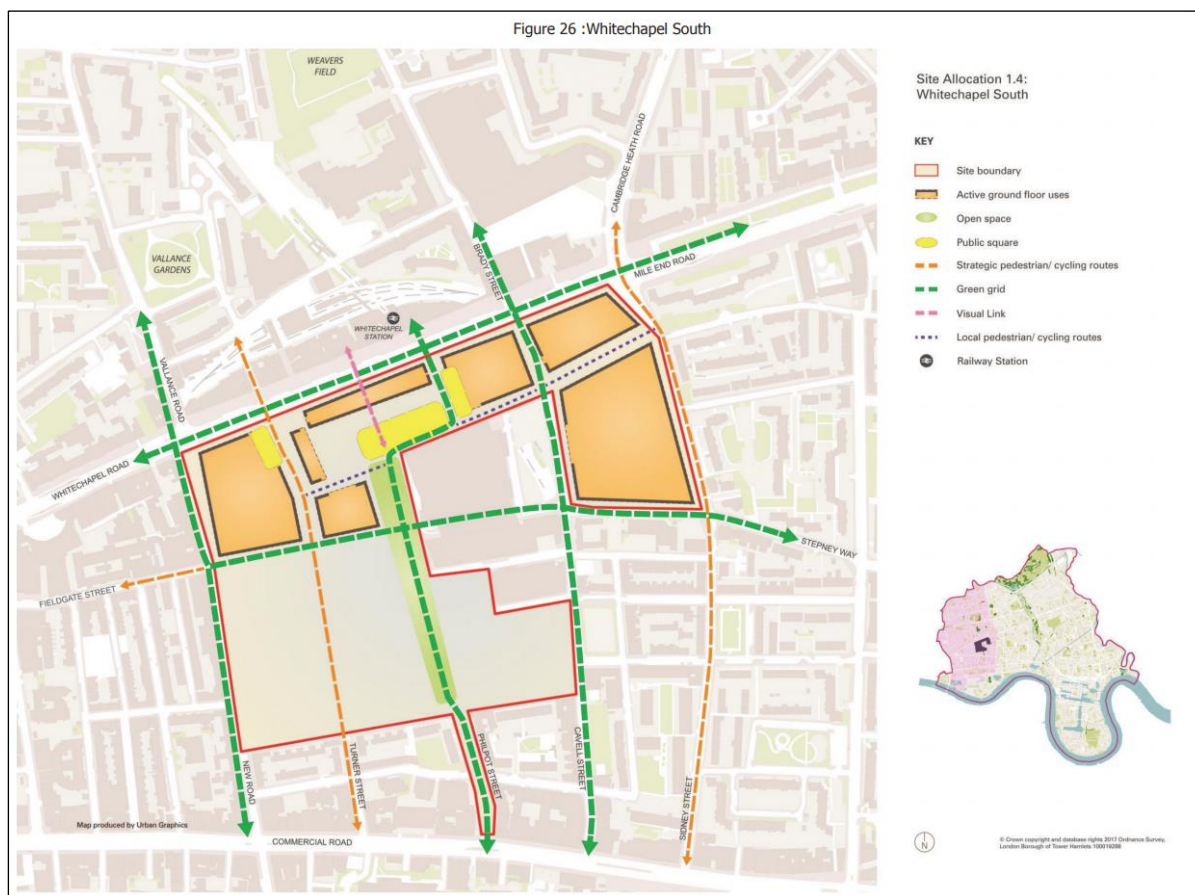 Figure 26 :Whitechapel South
WEAVERS
FIELD
CAMBRIDGE HEATH ROAD
VALLANCE
GARDENS
BRADY STREET
MILE END ROAD
WHITECHAPEL
STATION
VALLANCE ROAD
WHITECHAPEL ROAD
STEPNEY WAY
FIELDGATE STREET
NEW ROAD
TURNER STREET
PHILPOT STREET
CAVELL STREET
SIDNEY STREET
Map produced by Urban Graphics
COMMERCIAL ROAD
Site Allocation 1.4:
Whitechapel South
KEY
Site boundary
Active ground floor uses
Open space
Public square
Strategic pedestrian/ cycling routes
Green grid
Visual Link
Local pedestrian/ cycling routes
Railway Station
N
© Crown copyright and database rights 2017 Ordnance Survey,
London Borough of Tower Hamlets 100019288